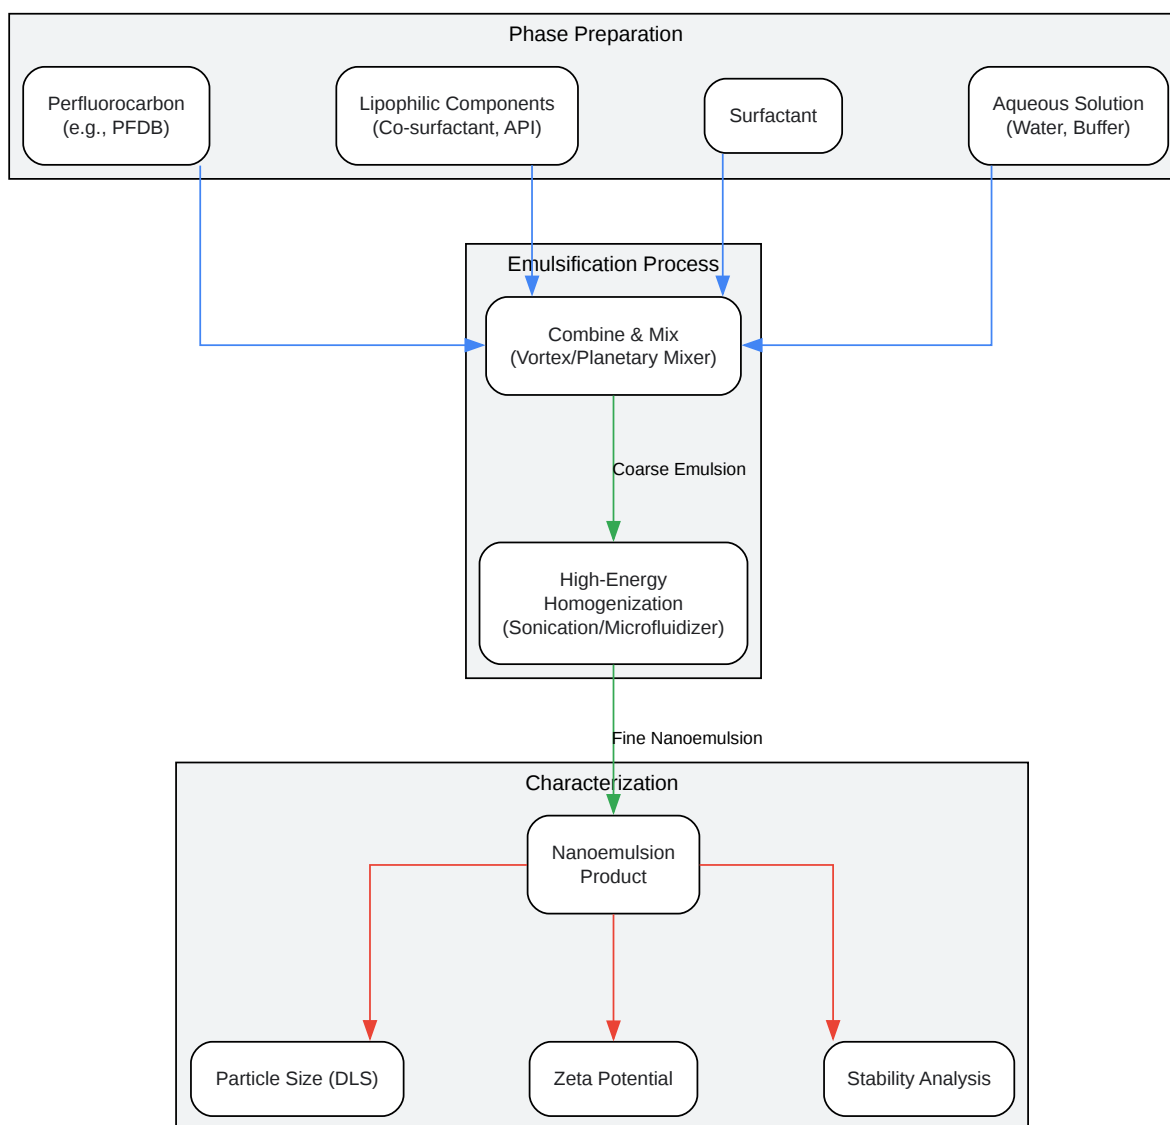 Phase Preparation
Perfluorocarbon
(e.g., PFDB)
Lipophilic Components
(Co-surfactant, API)
Surfactant
Aqueous Solution
(Water, Buffer)
Emulsification Process
Combine & Mix
(Vortex/Planetary Mixer)
Coarse Emulsion
High-Energy
Homogenization
(Sonication/Microfluidizer)
Fine Nanoemulsion
Characterization
Nanoemulsion
Product
Particle Size (DLS)
Zeta Potential
Stability Analysis